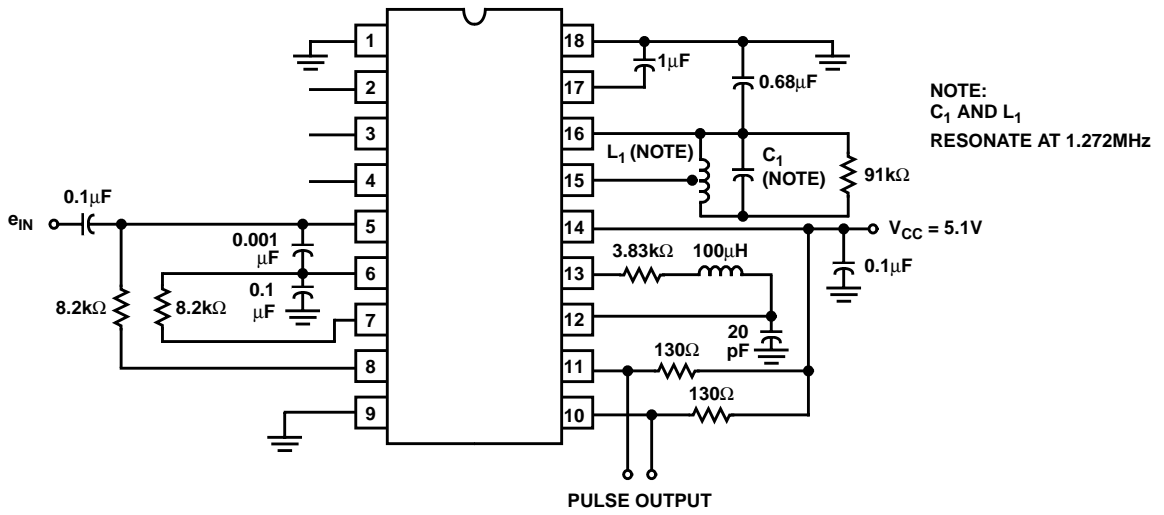 1
2
3
4
5
6
7
8
9
18
17
16
15
14
13
12
11
10
1μF
0.68μF
NOTE:
C₁ AND L₁
RESONATE AT 1.272MHz
L₁ (NOTE)
C₁
(NOTE)
91kΩ
0.1μF
eIN
0.001
μF
0.1
μF
8.2kΩ
8.2kΩ
VCC = 5.1V
3.83kΩ
100μH
0.1μF
20
pF
130Ω
130Ω
PULSE OUTPUT